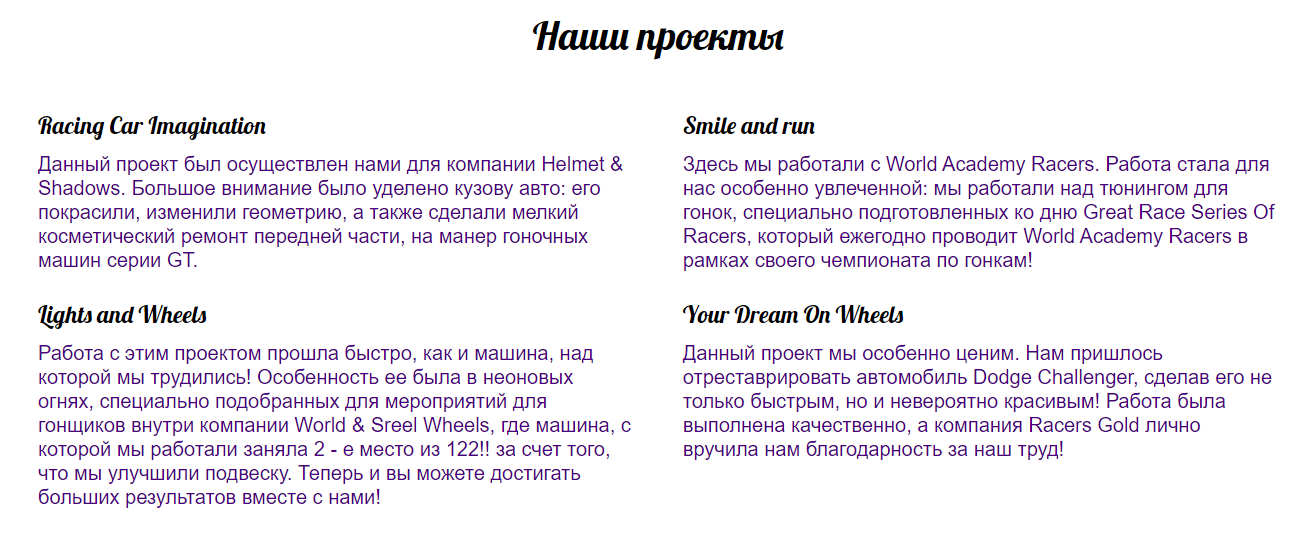 Наши проекты
Racing Car Imagination
Данный проект был осуществлен нами для компании Helmet &
Shadows. Большое внимание было уделено кузову авто: его
покрасили, изменили геометрию, а также сделали мелкий
косметический ремонт передней части, на манер гоночных
машин серии GT.
Smile and run
Здесь мы работали с World Academy Racers. Работа стала для
нас особенно увлеченной: мы работали над тюнингом для
гонок, специально подготовленных ко дню Great Race Series Of
Racers, который ежегодно проводит World Academy Racers в
рамках своего чемпионата по гонкам!
Lights and Wheels
Работа с этим проектом прошла быстро, как и машина, над
которой мы трудились! Особенность ее была в неоновых
огнях, специально подобранных для мероприятий для
гонщиков внутри компании World & Sreel Wheels, где машина, с
которой мы работали заняла 2 - е место из 122!! за счет того,
что мы улучшили подвеску. Теперь и вы можете достигать
больших результатов вместе с нами!
Your Dream On Wheels
Данный проект мы особенно ценим. Нам пришлось
отреставрировать автомобиль Dodge Challenger, сделав его не
только быстрым, но и невероятно красивым! Работа была
выполнена качественно, а компания Racers Gold лично
вручила нам благодарность за наш труд!